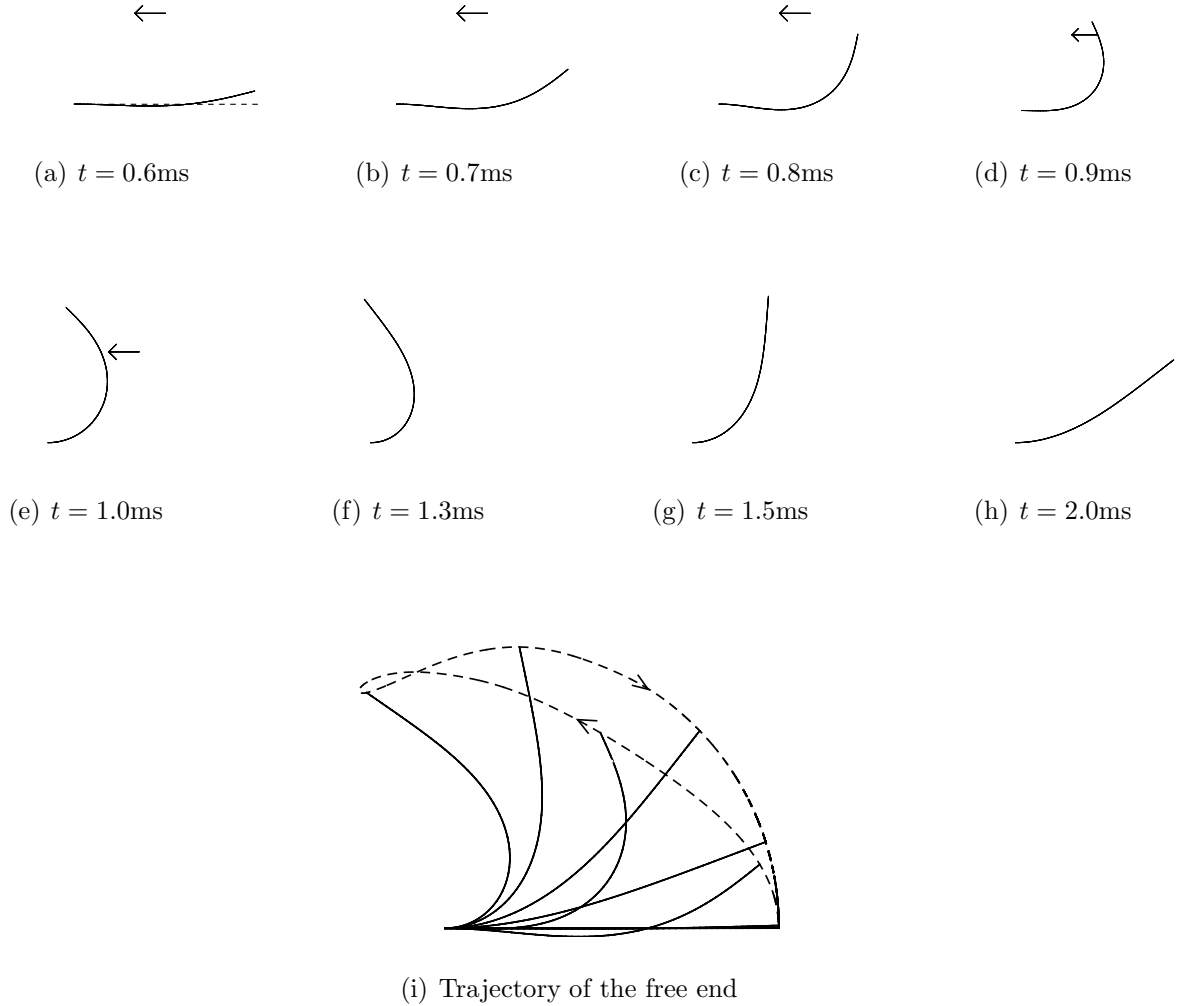 (a) t = 0.6ms
(b) t = 0.7ms
(c) t = 0.8ms
(d) t = 0.9ms
(e) t = 1.0ms
(f) t = 1.3ms
(g) t = 1.5ms
(h) t = 2.0ms
(i) Trajectory of the free end